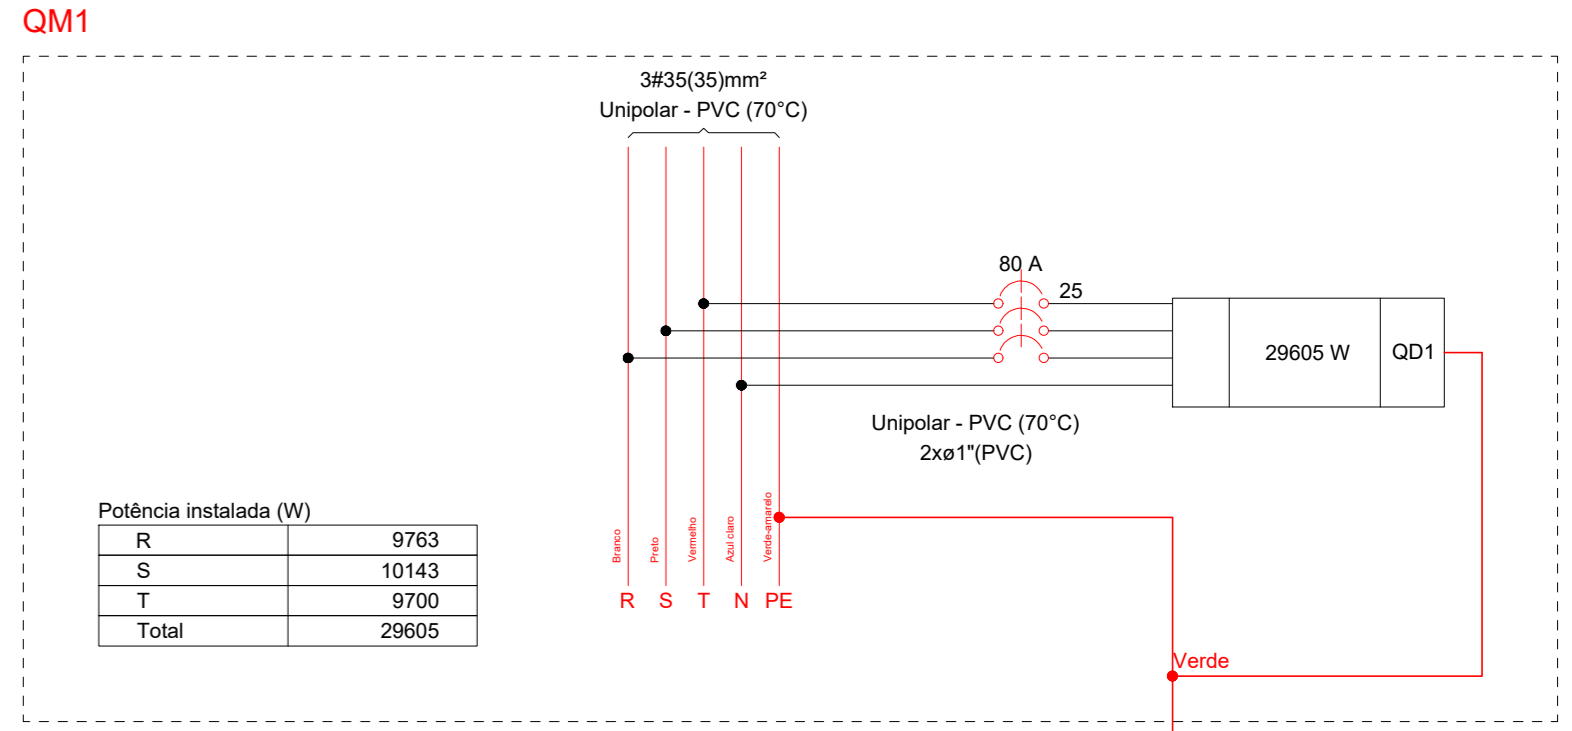 QM1
3#35(35)mm²
Unipolar - PVC (70°C)
80 A
25
29605 W
QD1
Unipolar - PVC (70°C)
2xø1"(PVC)
Potência instalada (W)
R 9763
S 10143
T 9700
Total 29605
Branco
Preto
Vermelho
Azul claro
Verde-amarelo
R S T N PE
Verde